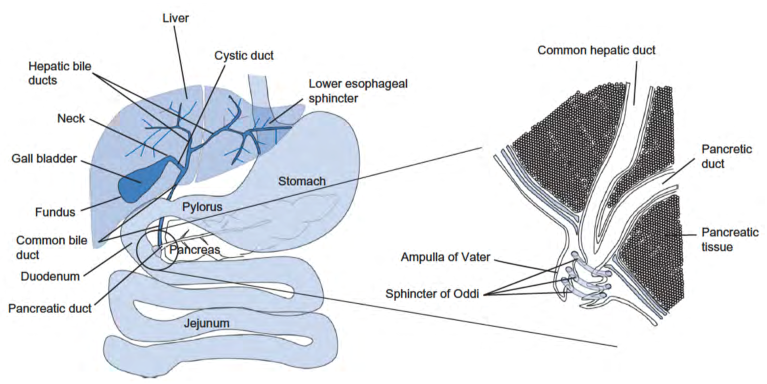 Liver
Cystic duct
Hepatic bile
ducts
Lower esophageal
sphincter
Neck
Gall bladder
Stomach
Fundus
Pylorus
Common bile
duct
Pancreas
Duodenum
Pancreatic duct
Jejunum
Common hepatic duct
Pancretic
duct
Pancreatic
tissue
Ampulla of Vater
Sphincter of Oddi